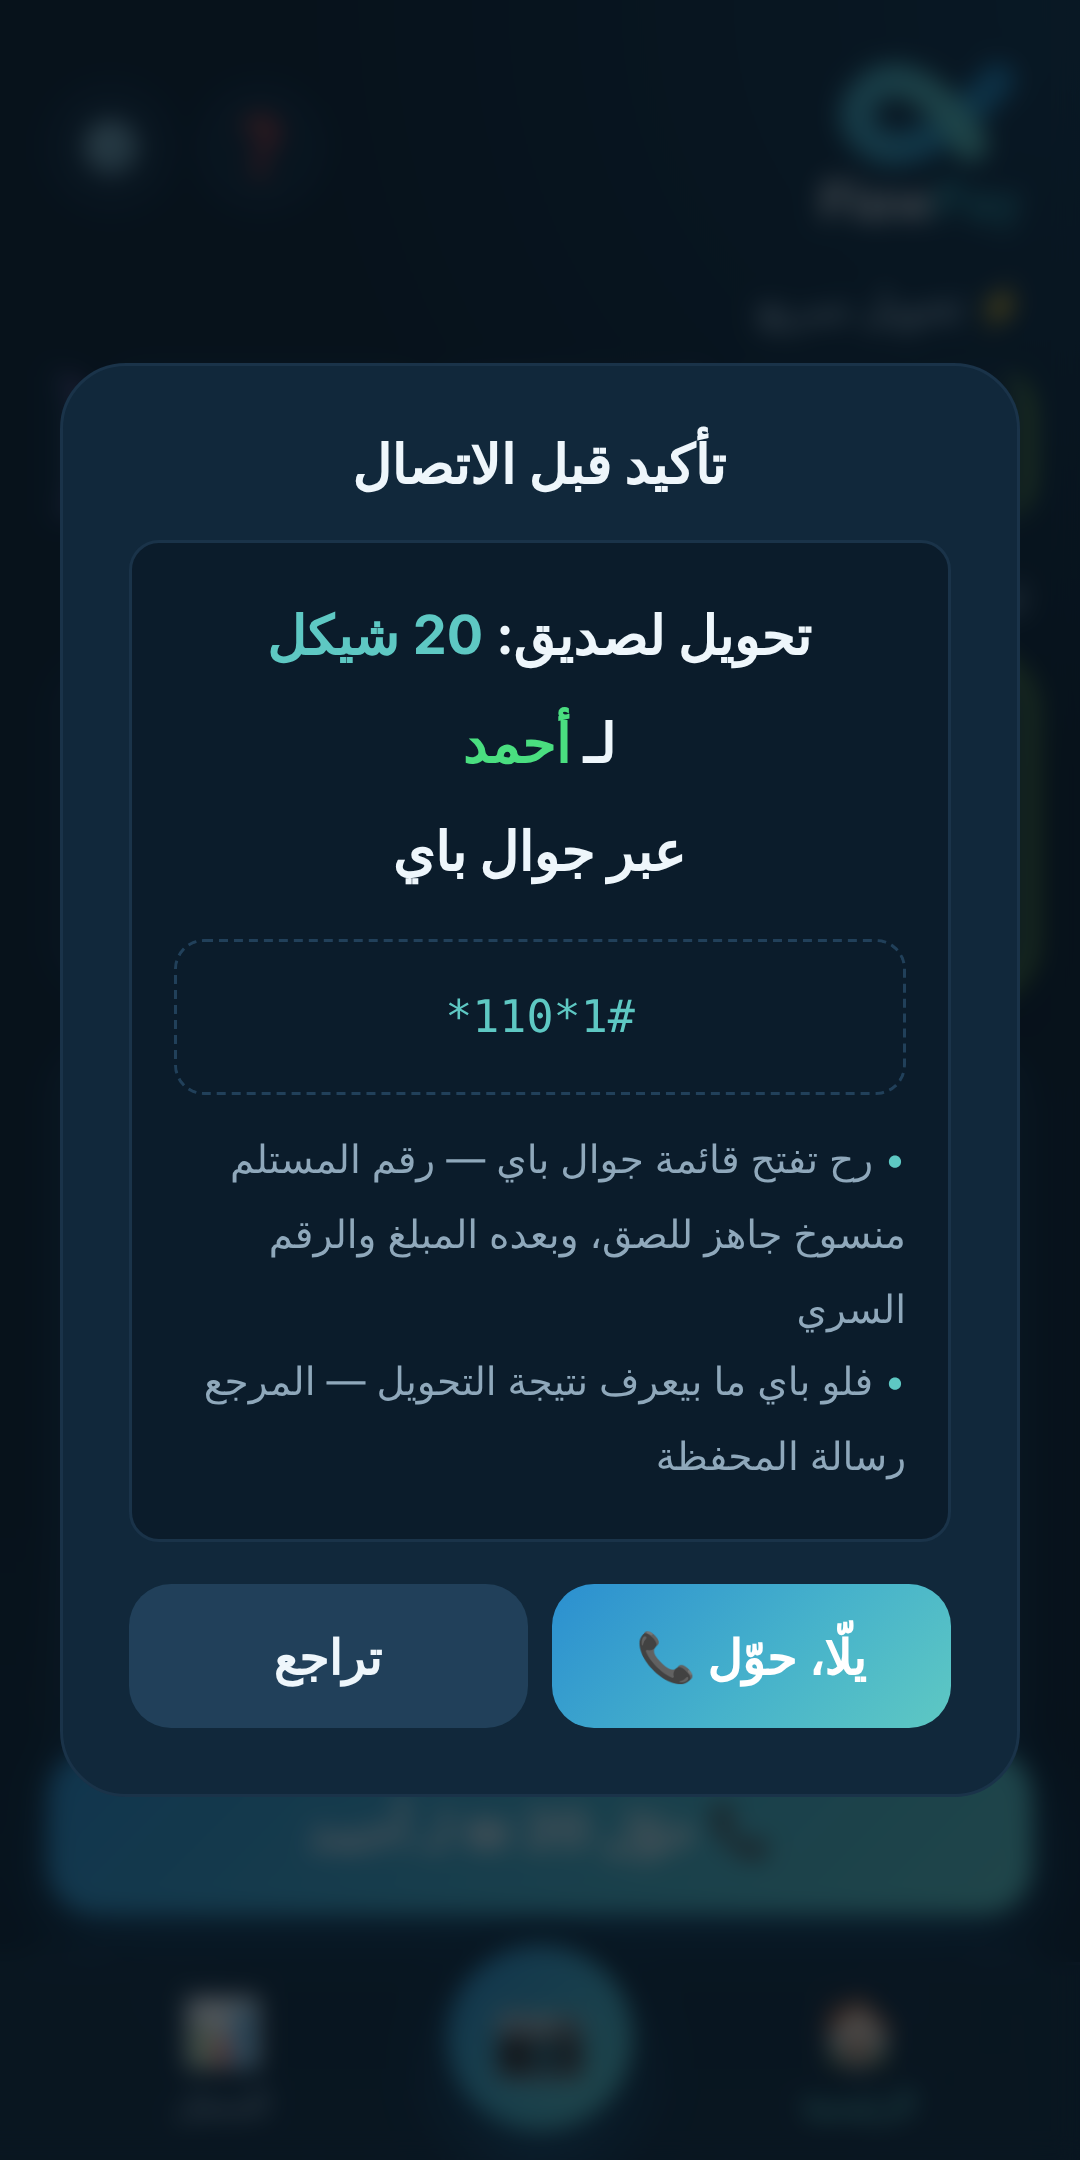 تأكيد قبل الاتصال
تحويل لصديق: 20 شيكل
لـ أحمد
عبر جوال باي
*110*1#
• رح تفتح قائمة جوال باي — رقم المستلم
منسوخ جاهز للصق، وبعده المبلغ والرقم
السري
• فلو باي ما بيعرف نتيجة التحويل — المرجع
رسالة المحفظة
يلّا، حوّل 📞
تراجع